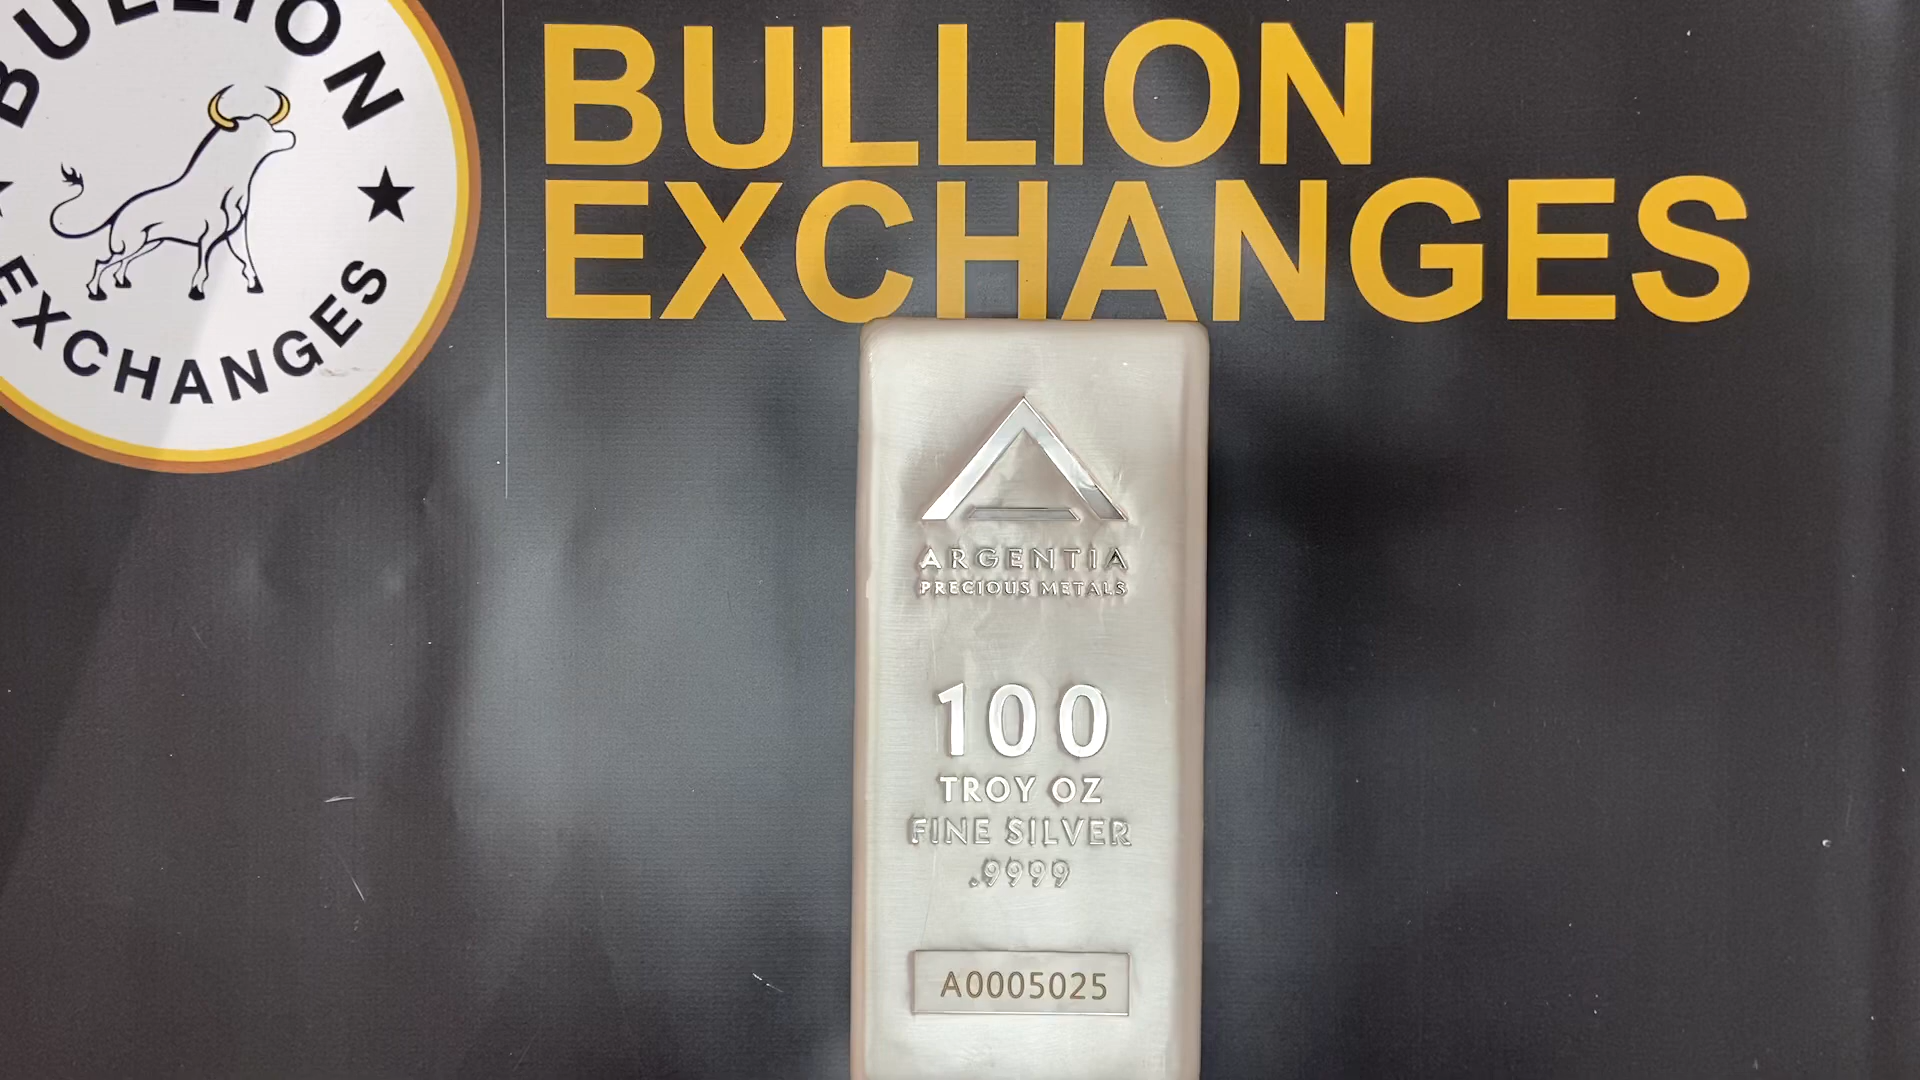 BULLION
EXCHANGES
BULLION
EXCHANGES
ARGENTIA
PRECIOUS METALS
100
TROY OZ
FINE SILVER
.9999
A0005025